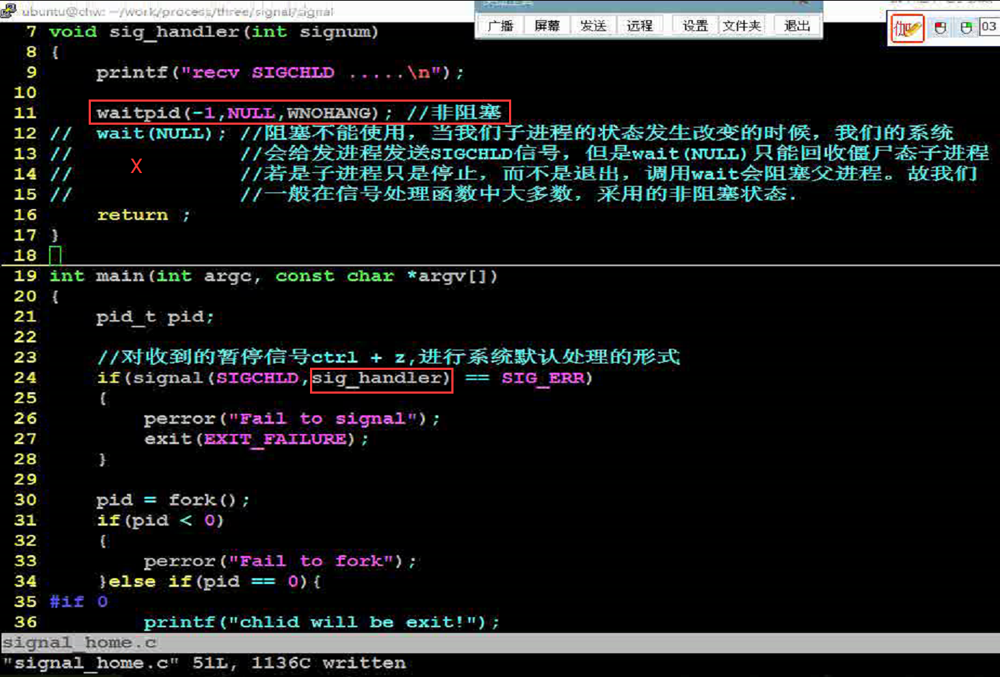 ubuntu@chw: ~/work/process/three/signal/signal
广播 屏幕 发送 远程 设置 文件夹 退出
03
7 void sig_handler(int signum)
8 {
9     printf("recv SIGCHLD .....\n");
10
11     waitpid(-1,NULL,WNOHANG); //非阻塞
12 //  wait(NULL); //阻塞不能使用，当我们子进程的状态发生改变的时候，我们的系统
13 //              //会给发进程发送SIGCHLD信号，但是wait(NULL)只能回收僵尸态子进程
X
14 //              //若是子进程只是停止，而不是退出，调用wait会阻塞父进程。故我们
15 //              //一般在信号处理函数中大多数，采用的非阻塞状态.
16     return ;
17 }
18
19 int main(int argc, const char *argv[])
20 {
21     pid_t pid;
22
23     //对收到的暂停信号ctrl + z,进行系统默认处理的形式
24     if(signal(SIGCHLD,sig_handler) == SIG_ERR)
25     {
26         perror("Fail to signal");
27         exit(EXIT_FAILURE);
28     }
29
30     pid = fork();
31     if(pid < 0)
32     {
33         perror("Fail to fork");
34     }else if(pid == 0){
35 #if 0
36         printf("chlid will be exit!");
signal_home.c
"signal_home.c" 51L, 1136C written